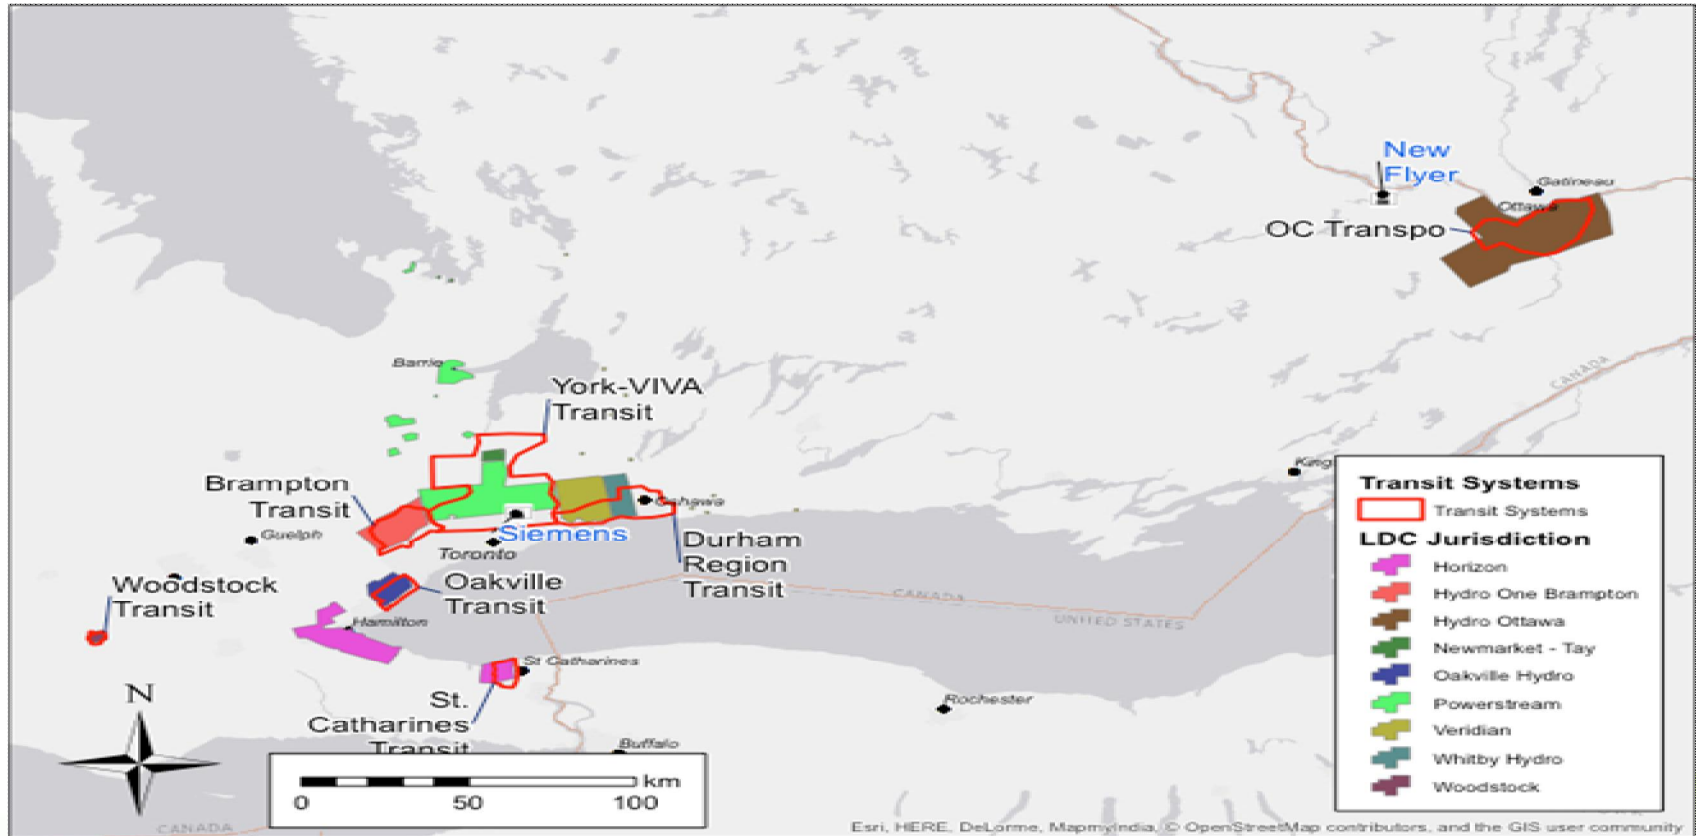 New
Flyer
Gatineau
Ottawa
OC Transpo
Barrie
York-VIVA
Transit
CANADA
Brampton
Transit
Oshawa
Guelph
Siemens
Toronto
Durham
Region
Transit
Woodstock
Transit
Oakville
Transit
CANADA
UNITED STATES
Hamilton
St Catharines
St.
Catharines
Transit
Rochester
Buffalo
King
N
km
0 50 100
CANADA
Transit Systems
Transit Systems
LDC Jurisdiction
Horizon
Hydro One Brampton
Hydro Ottawa
Newmarket - Tay
Oakville Hydro
Powerstream
Veridian
Whitby Hydro
Woodstock
Esri, HERE, DeLorme, MapmyIndia, © OpenStreetMap contributors, and the GIS user community